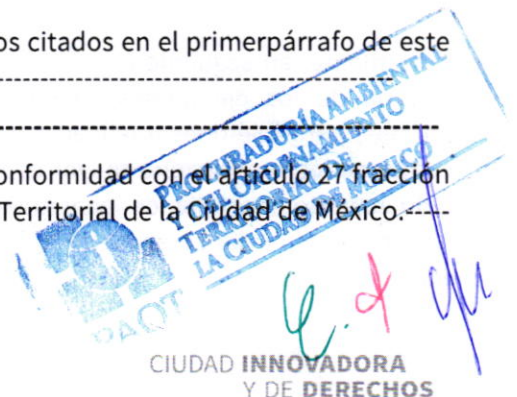 os citados en el primerpárrafo de este
----------
----------
onformidad con el artículo 27 fracción
Territorial de la Ciudad de México.-----
PROCURADURÍA AMBIENTAL
Y DEL ORDENAMIENTO
TERRITORIAL DE
LA CIUDAD DE MÉXICO
PAOT
CIUDAD INNOVADORA
Y DE DERECHOS